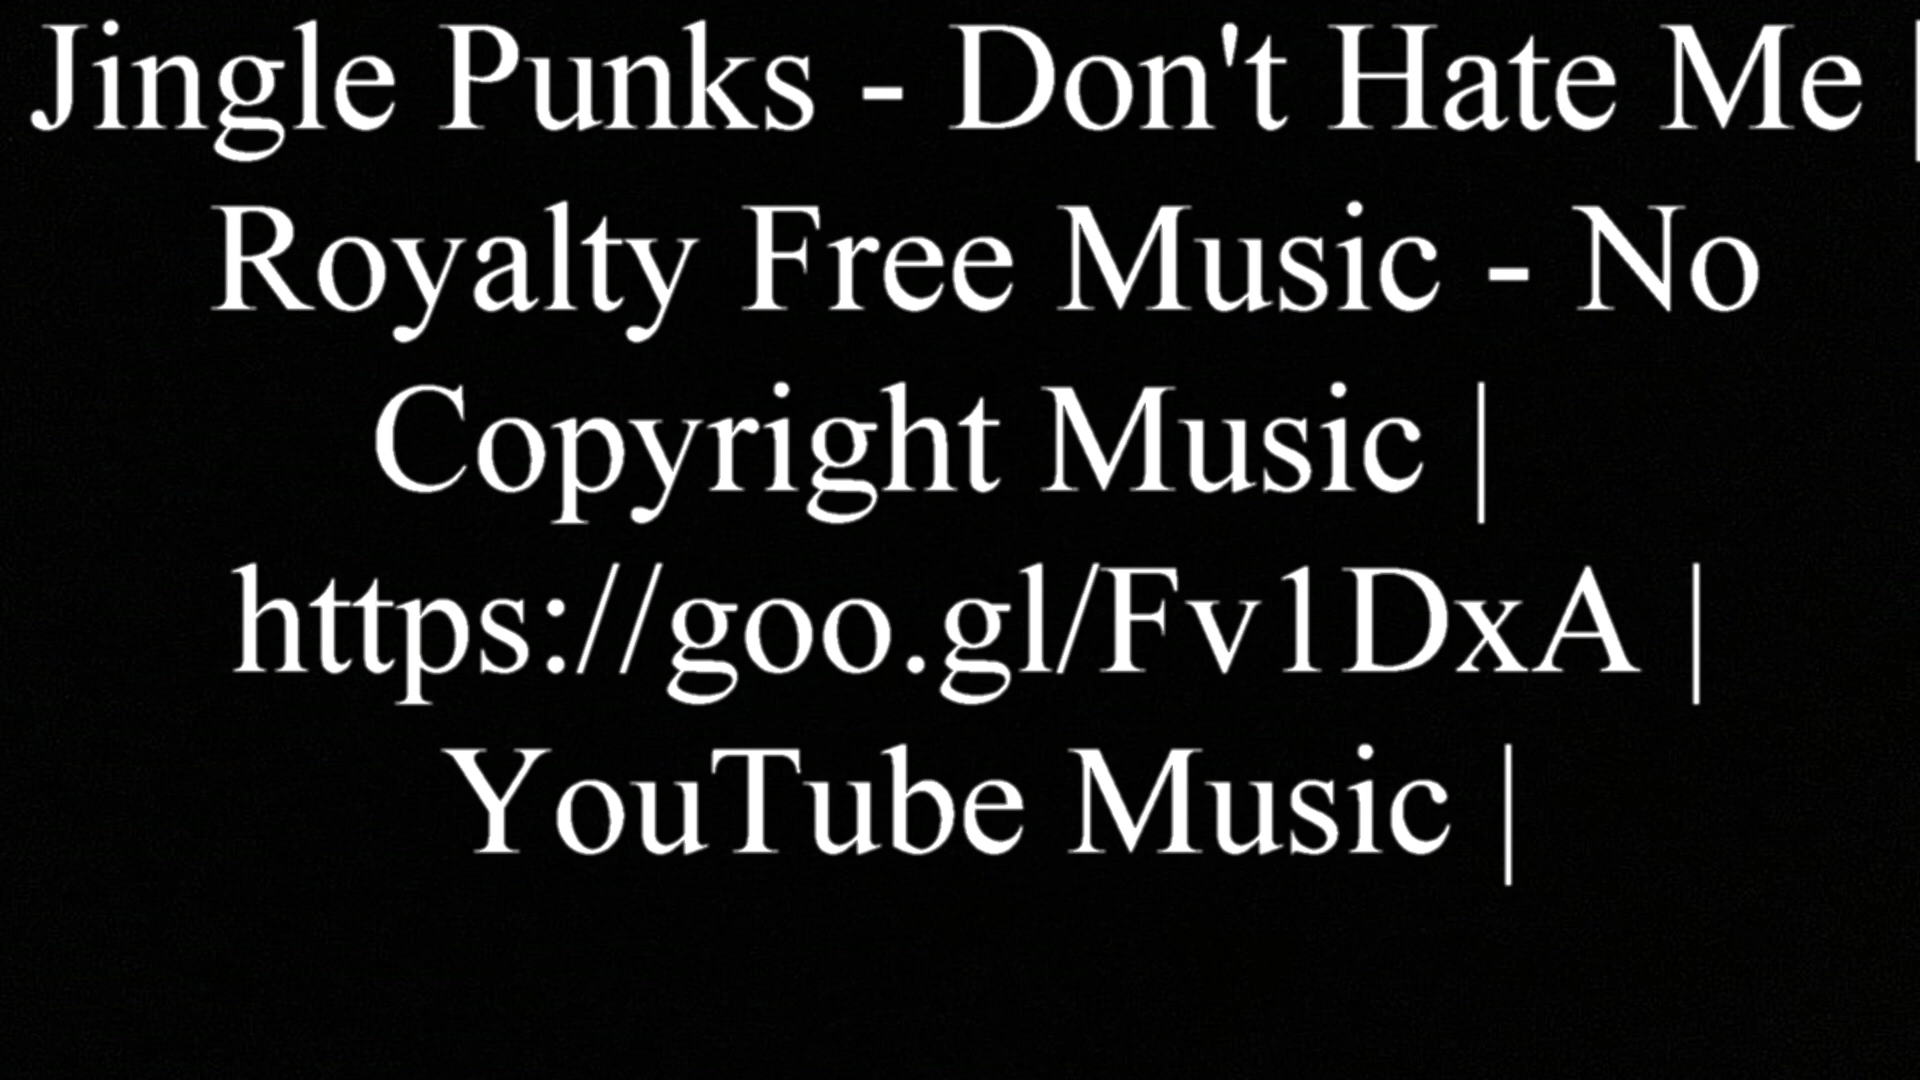 Jingle Punks - Don't Hate Me |
Royalty Free Music - No
Copyright Music |
https://goo.gl/Fv1DxA |
YouTube Music |